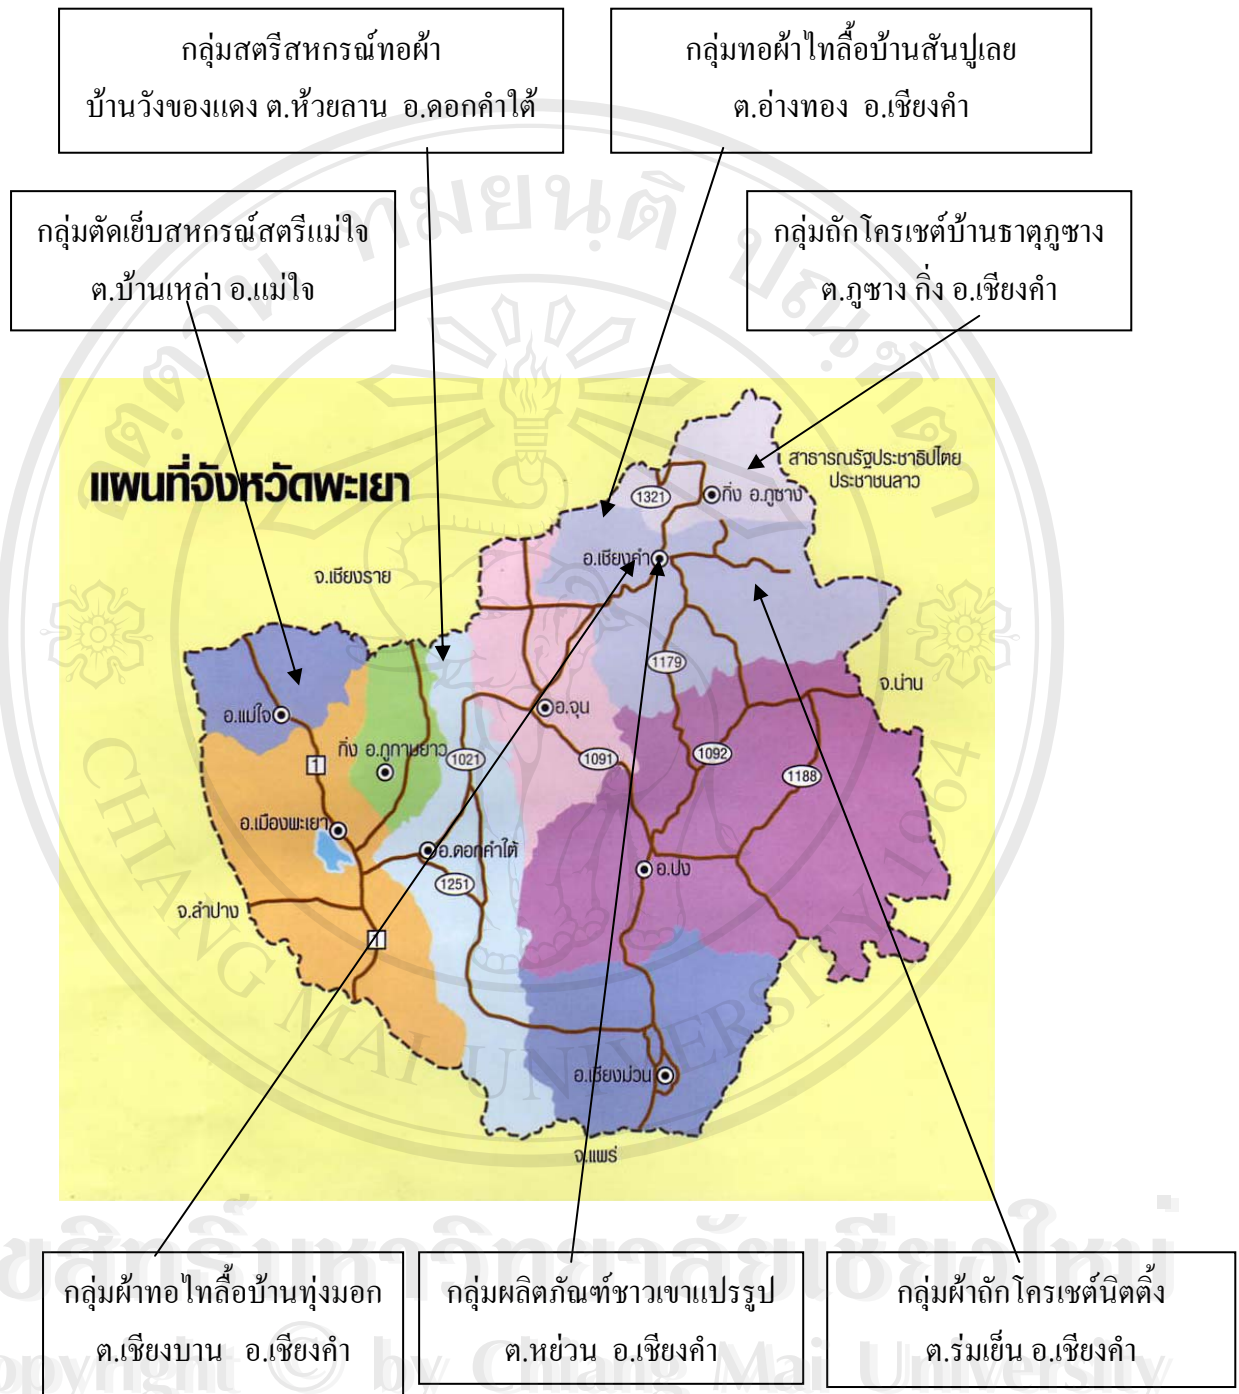 กลุ่มสตรีสหกรณ์ทอผ้า
บ้านวังของแดง ต.ห้วยลาน อ.ดอกคำใต้
กลุ่มทอผ้าไทลื้อบ้านสันปูเลย
ต.อ่างทอง อ.เชียงคำ
กลุ่มตัดเย็บสหกรณ์สตรีแม่ใจ
ต.บ้านเหล่า อ.แม่ใจ
กลุ่มถักโครเชต์บ้านธาตุภูซาง
ต.ภูซาง กิ่ง อ.เชียงคำ
แผนที่จังหวัดพะเยา
สาธารณรัฐประชาธิปไตย
ประชาชนลาว
1321
กิ่ง อ.ภูซาง
อ.เชียงคำ
จ.เชียงราย
1179
จ.น่าน
อ.แม่ใจ
อ.จุน
กิ่ง อ.ภูกามยาว
1
1021
1091
1092
1188
อ.เมืองพะเยา
อ.ดอกคำใต้
อ.ปง
1251
จ.ลำปาง
1
อ.เชียงม่วน
จ.แพร่
CHIANG MAI UNIVERSITY 1964
กลุ่มผ้าทอไทลื้อบ้านทุ่งมอก
ต.เชียงบาน อ.เชียงคำ
กลุ่มผลิตภัณฑ์ชาวเขาแปรรูป
ต.หย่วน อ.เชียงคำ
กลุ่มผ้าถักโครเชต์นิตติ้ง
ต.ร่มเย็น อ.เชียงคำ
opyright © by Chiang Mai University